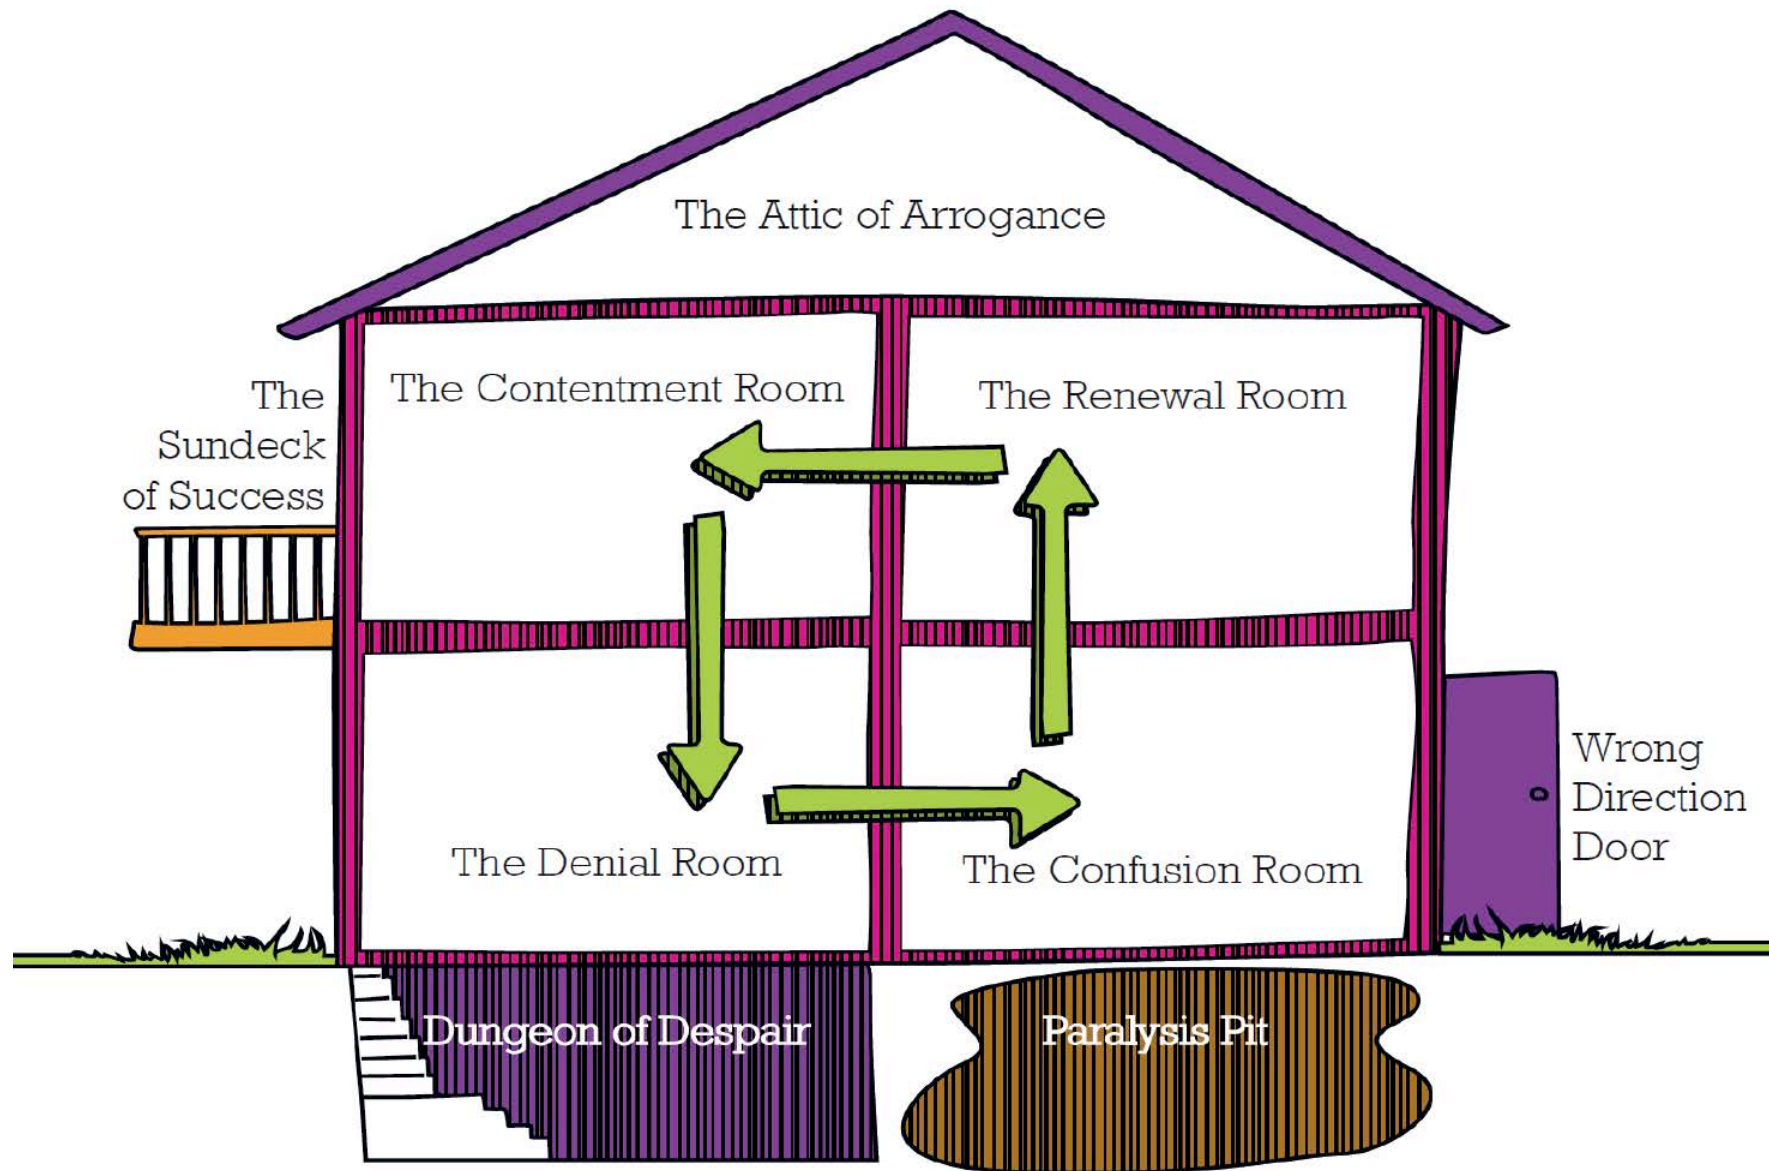 The Attic of Arrogance
The Contentment Room
The Renewal Room
The
Sundeck
of Success
The Denial Room
The Confusion Room
Wrong
Direction
Door
Dungeon of Despair
Paralysis Pit